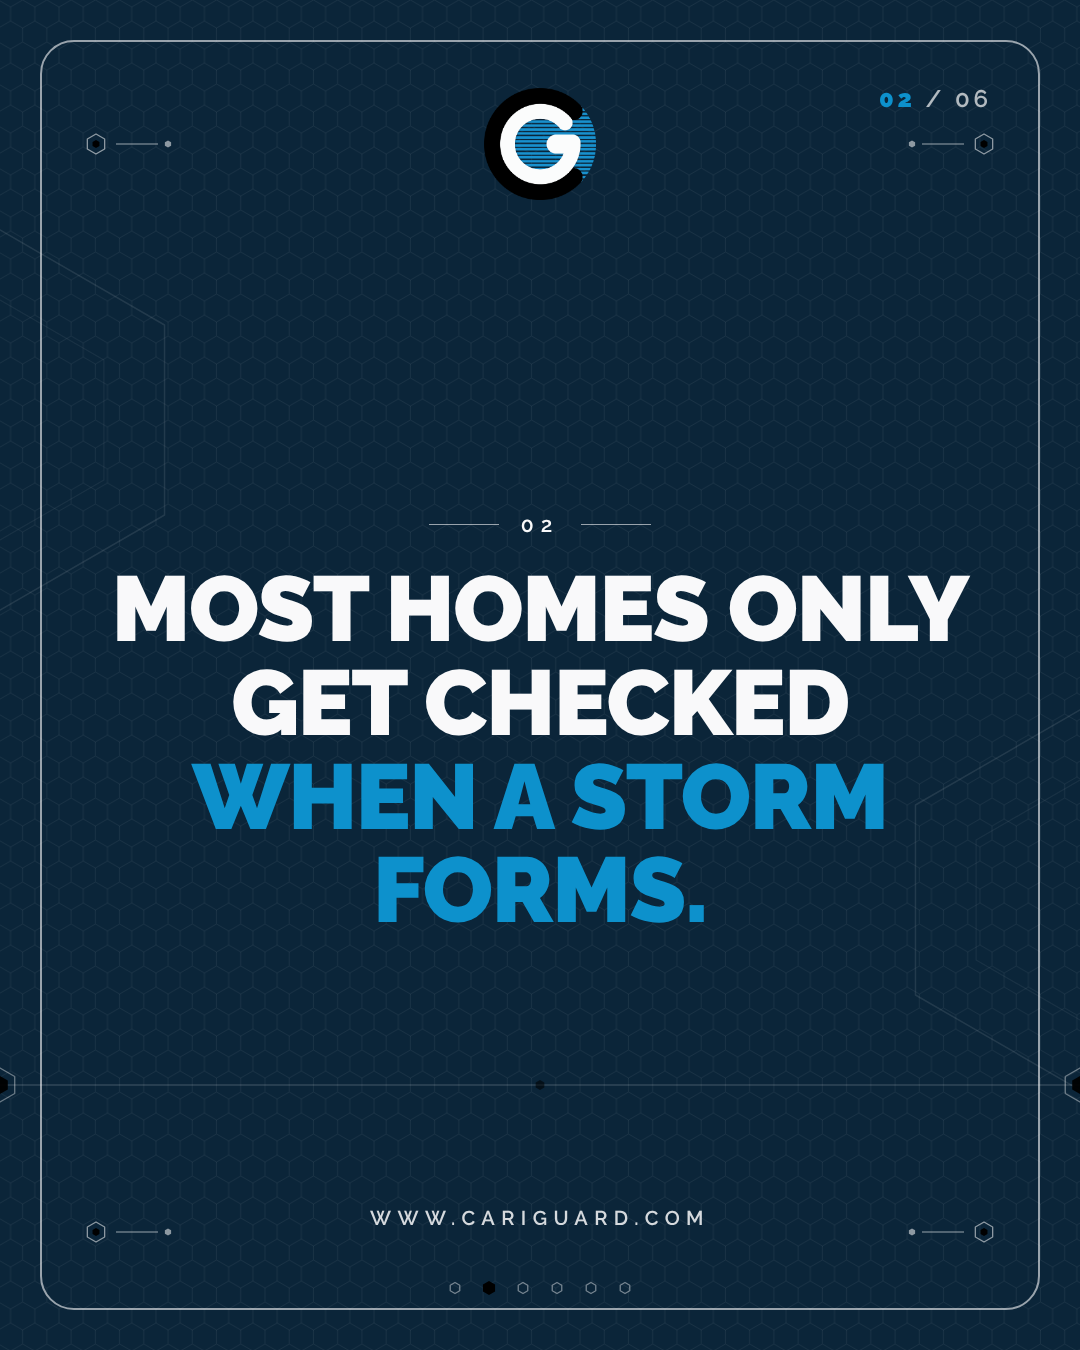 02 / 06
02
MOST HOMES ONLY
GET CHECKED
WHEN A STORM
FORMS.
WWW.CARIGUARD.COM